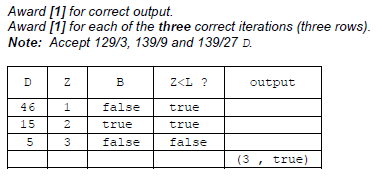 Award [1] for correct output.
Award [1] for each of the three correct iterations (three rows).
Note: Accept 129/3, 139/9 and 139/27 D.
D Z B Z<L ? output
46 1 false true
15 2 true true
5 3 false false
(3 , true)